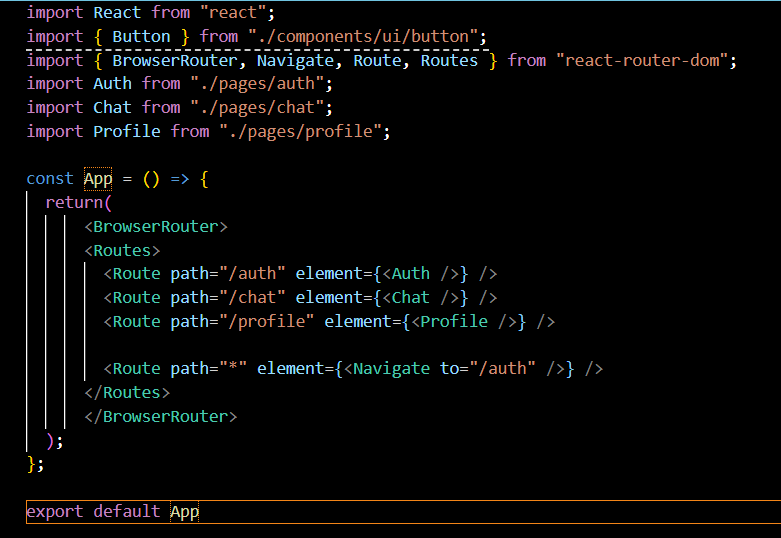 import React from "react";
import { Button } from "./components/ui/button";
import { BrowserRouter, Navigate, Route, Routes } from "react-router-dom";
import Auth from "./pages/auth";
import Chat from "./pages/chat";
import Profile from "./pages/profile";

const App = () => {
  return(
      <BrowserRouter>
      <Routes>
        <Route path="/auth" element={<Auth />} />
        <Route path="/chat" element={<Chat />} />
        <Route path="/profile" element={<Profile />} />

        <Route path="*" element={<Navigate to="/auth" />} />
      </Routes>
      </BrowserRouter>
  );
};

export default App